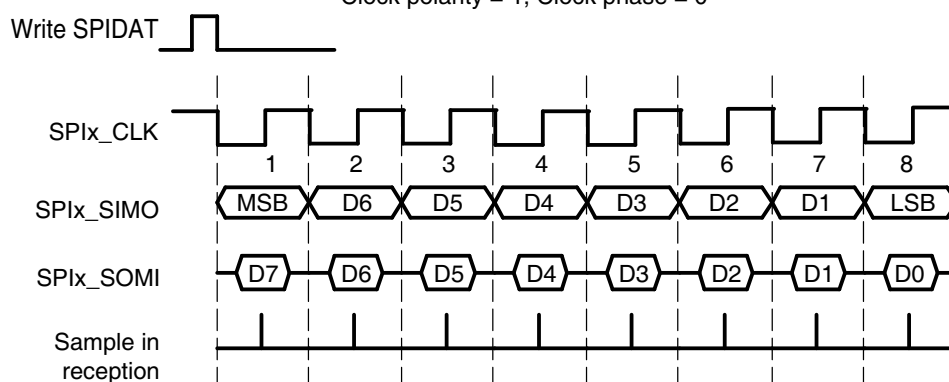 Clock polarity = 1, Clock phase = 0
Write SPIDAT
SPIx_CLK
1 2 3 4 5 6 7 8
SPIx_SIMO MSB D6 D5 D4 D3 D2 D1 LSB
SPIx_SOMI D7 D6 D5 D4 D3 D2 D1 D0
Sample in
reception